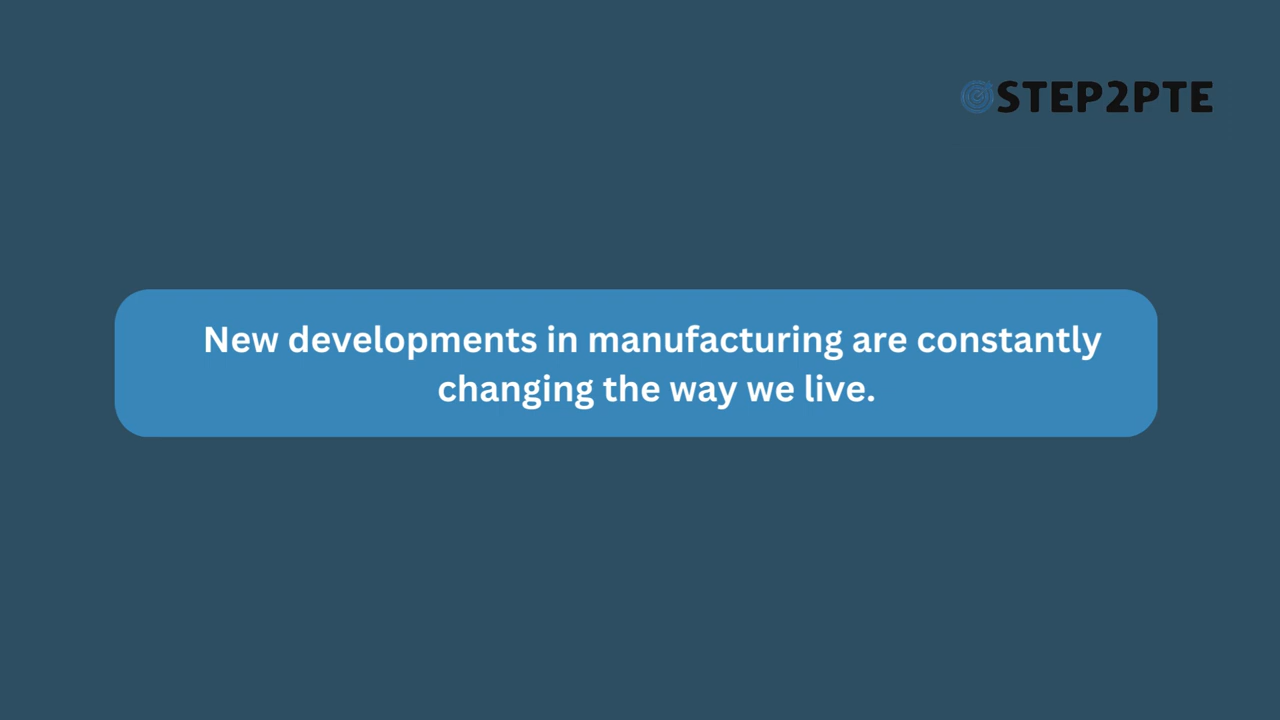 STEP2PTE
New developments in manufacturing are constantly
changing the way we live.